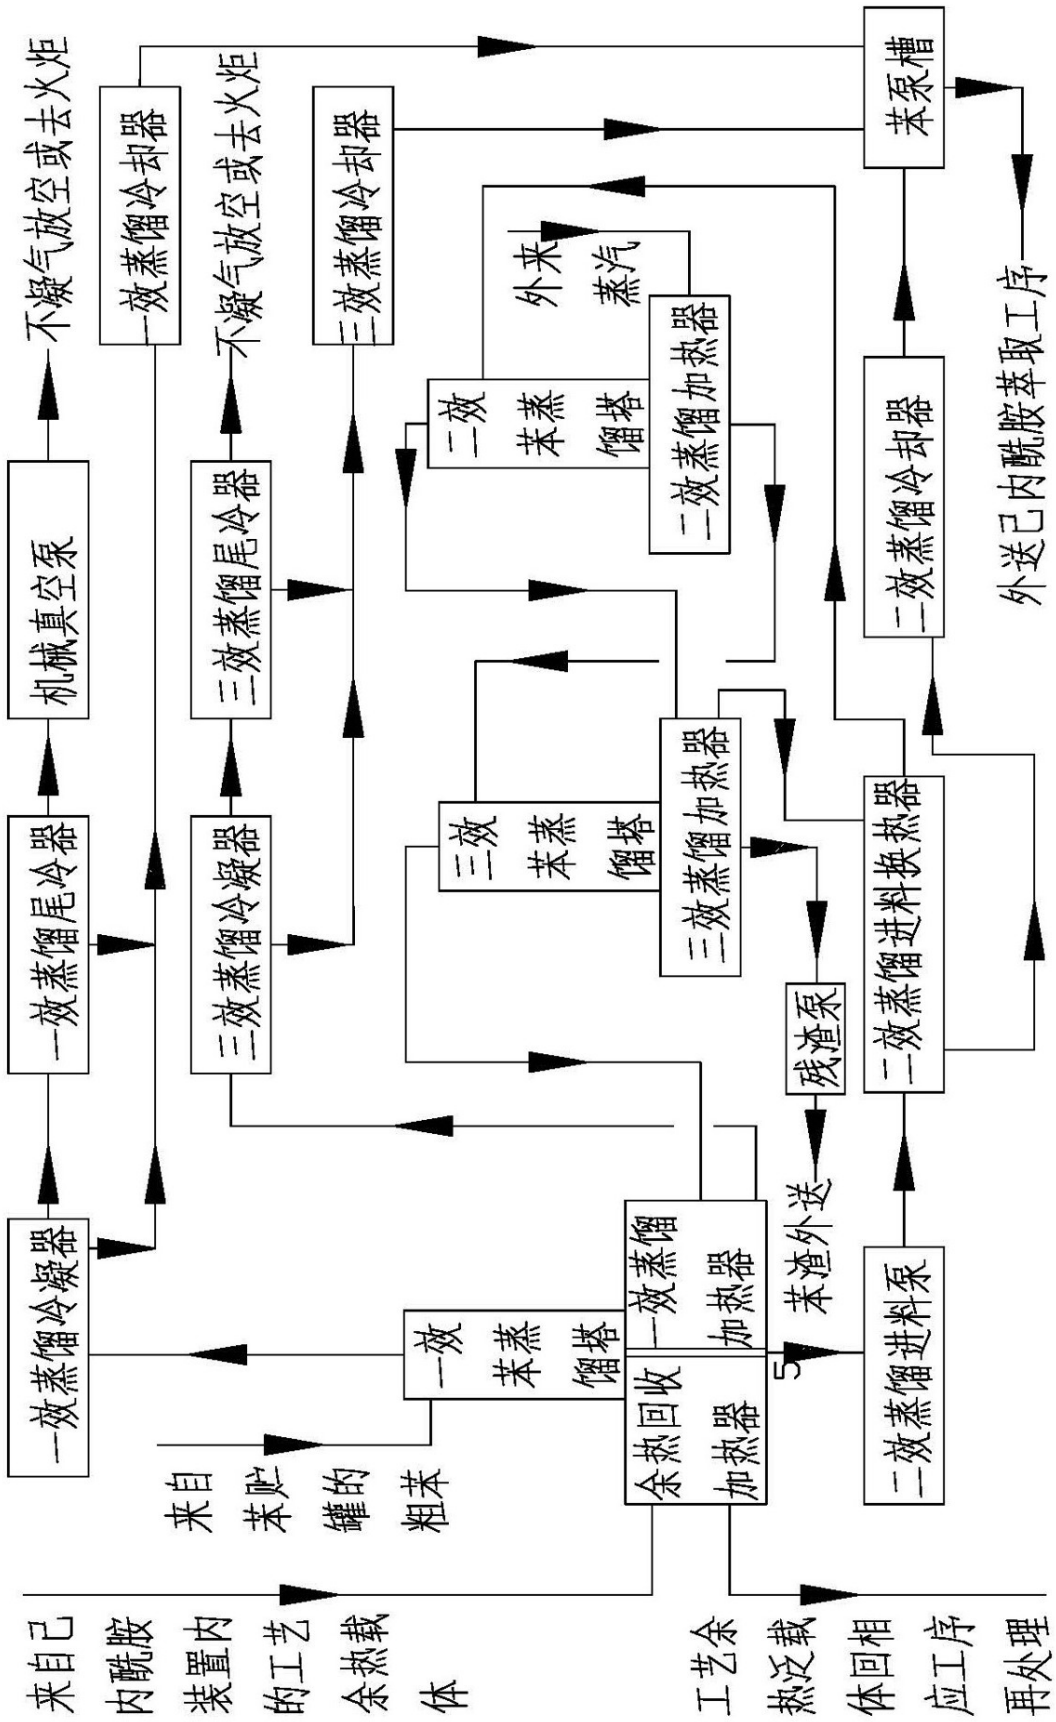 来自己
内酰胺
装置内
的工艺
余热载
体
工艺余
热泛载
体回相
应工序
再处理
来自
苯贮
罐的
粗苯
一效蒸馏冷凝器
一效蒸馏尾冷器
机械真空泵
不凝气放空或去火炬
一效蒸馏冷却器
三效蒸馏冷凝器
三效蒸馏尾冷器
不凝气放空或去火炬
三效蒸馏冷却器
一效
苯蒸
馏塔
余热回收
加热器
一效蒸馏
加热器
三效
苯蒸
馏塔
三效蒸馏加热器
二效
苯蒸
馏塔
二效蒸馏加热器
外来
蒸汽
5
苯渣外送
残渣泵
二效蒸馏进料泵
二效蒸馏进料换热器
二效蒸馏冷却器
苯泵槽
外送己内酰胺萃取工序